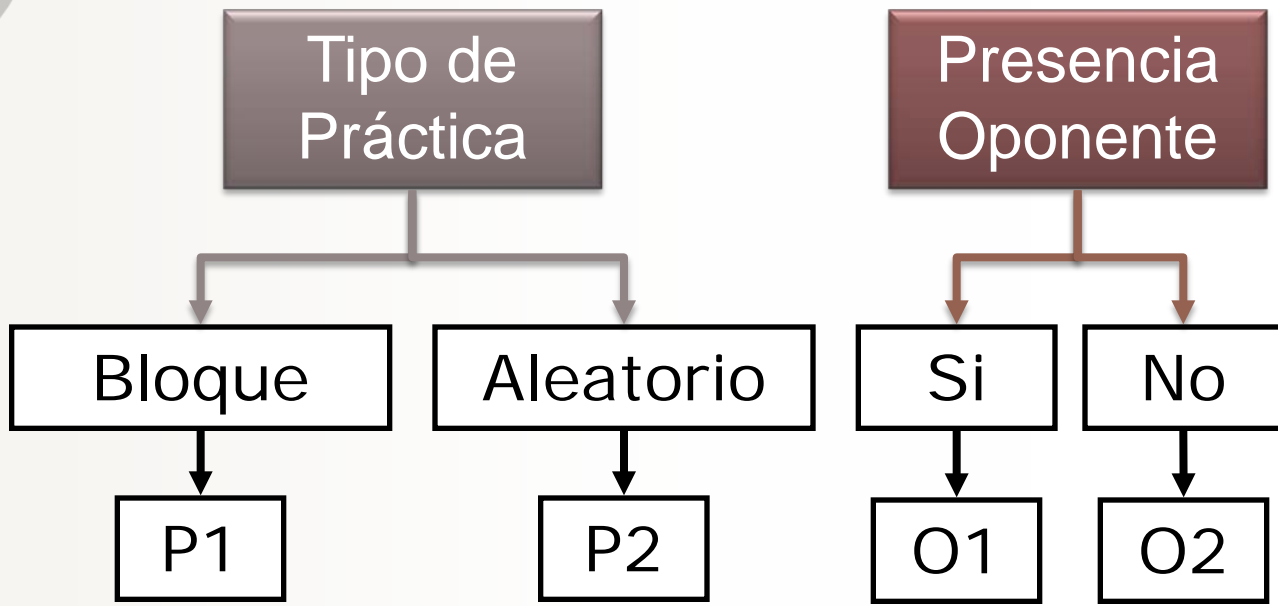 Tipo de
Práctica
Presencia
Oponente
Bloque
Aleatorio
Si
No
P1
P2
O1
O2